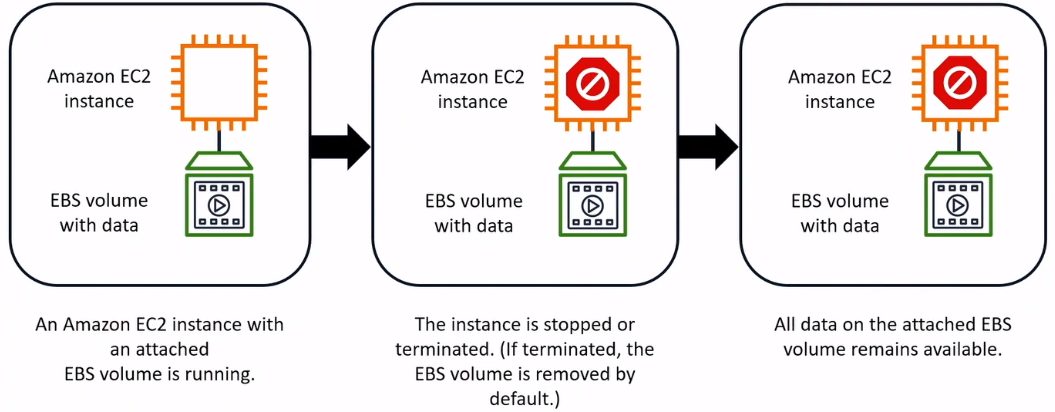 Amazon EC2
instance
EBS volume
with data
An Amazon EC2 instance with
an attached
EBS volume is running.
Amazon EC2
instance
EBS volume
with data
The instance is stopped or
terminated. (If terminated, the
EBS volume is removed by
default.)
Amazon EC2
instance
EBS volume
with data
All data on the attached EBS
volume remains available.